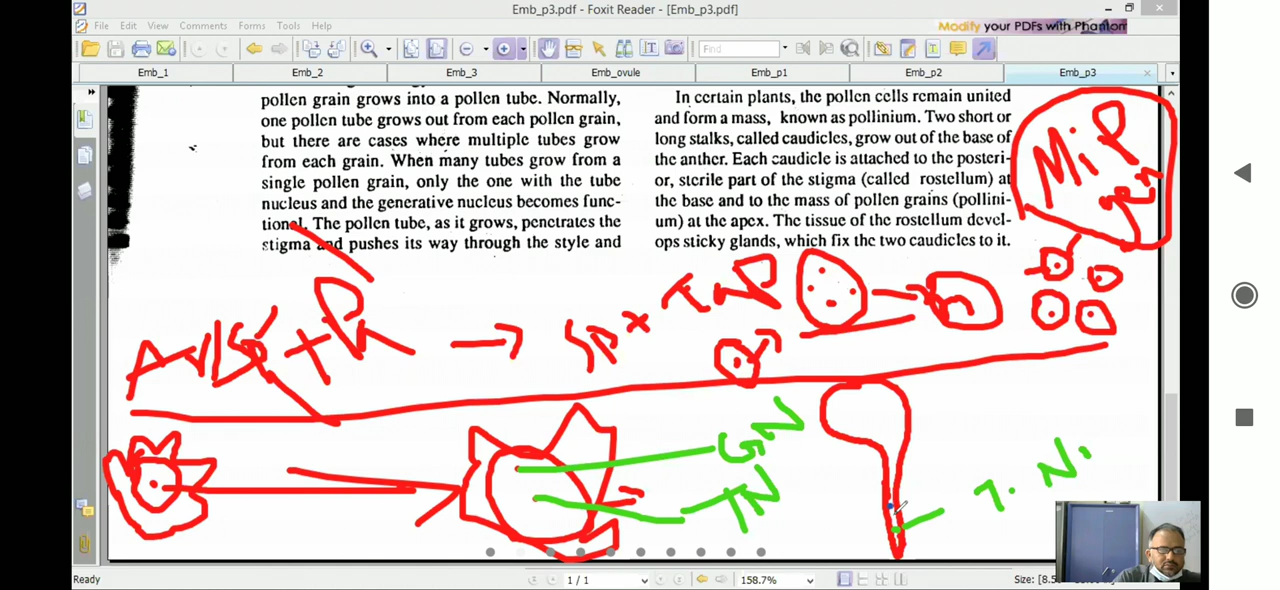 Emb_p3.pdf - Foxit Reader - [Emb_p3.pdf]
File Edit View Comments Forms Tools Help
Modify your PDFs with Phantom
Find
Emb_1 Emb_2 Emb_3 Emb_ovule Emb_p1 Emb_p2 Emb_p3
pollen grain grows into a pollen tube. Normally,
one pollen tube grows out from each pollen grain,
but there are cases where multiple tubes grow
from each grain. When many tubes grow from a
single pollen grain, only the one with the tube
nucleus and the generative nucleus becomes func-
tional. The pollen tube, as it grows, penetrates the
stigma and pushes its way through the style and
In certain plants, the pollen cells remain united
and form a mass, known as pollinium. Two short or
long stalks, called caudicles, grow out of the base of
the anther. Each caudicle is attached to the posteri-
or, sterile part of the stigma (called rostellum) at
the base and to the mass of pollen grains (pollini-
um) at the apex. The tissue of the rostellum devel-
ops sticky glands, which fix the two caudicles to it.
MiP
gen
GN
TN
T. N.
Ready
1 / 1
158.7%
Size: [8.5